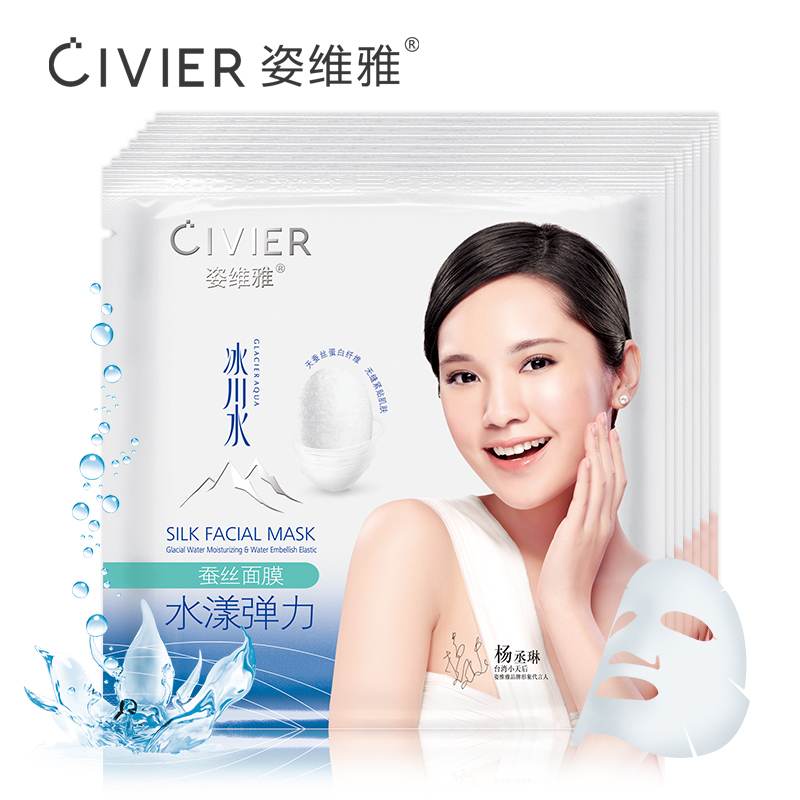 CIVIER 姿维雅®
CIVIER
姿维雅®
GLACIER AQUA
冰川水
天蚕丝蛋白纤维 无缝紧贴肌肤
SILK FACIAL MASK
Glacial Water Moisturizing & Water Embellish Elastic
蚕丝面膜
水漾弹力
杨丞琳
台湾小天后
姿维雅品牌形象代言人